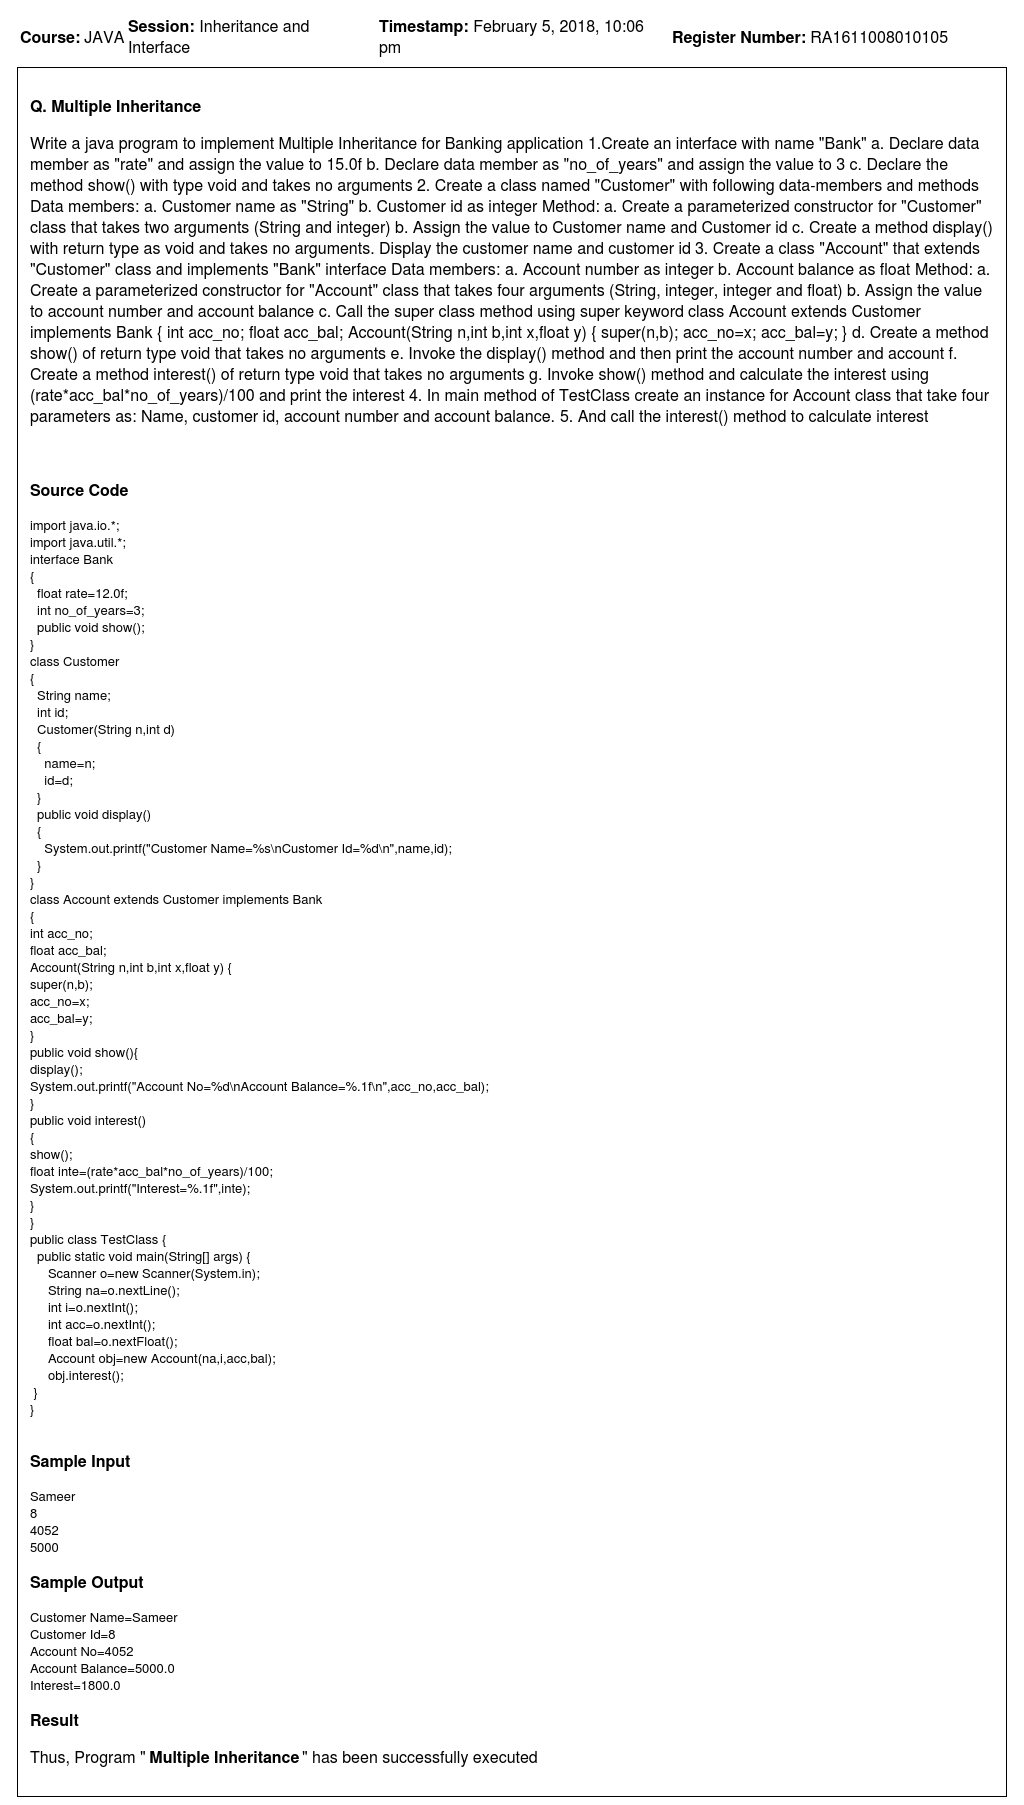 Course: JAVA Session: Inheritance and Interface Timestamp: February 5, 2018, 10:06 pm Register Number: RA1611008010105
Q. Multiple Inheritance
Write a java program to implement Multiple Inheritance for Banking application 1.Create an interface with name "Bank" a. Declare data
member as "rate" and assign the value to 15.0f b. Declare data member as "no_of_years" and assign the value to 3 c. Declare the
method show() with type void and takes no arguments 2. Create a class named "Customer" with following data-members and methods
Data members: a. Customer name as "String" b. Customer id as integer Method: a. Create a parameterized constructor for "Customer"
class that takes two arguments (String and integer) b. Assign the value to Customer name and Customer id c. Create a method display()
with return type as void and takes no arguments. Display the customer name and customer id 3. Create a class "Account" that extends
"Customer" class and implements "Bank" interface Data members: a. Account number as integer b. Account balance as float Method: a.
Create a parameterized constructor for "Account" class that takes four arguments (String, integer, integer and float) b. Assign the value
to account number and account balance c. Call the super class method using super keyword class Account extends Customer
implements Bank { int acc_no; float acc_bal; Account(String n,int b,int x,float y) { super(n,b); acc_no=x; acc_bal=y; } d. Create a method
show() of return type void that takes no arguments e. Invoke the display() method and then print the account number and account f.
Create a method interest() of return type void that takes no arguments g. Invoke show() method and calculate the interest using
(rate*acc_bal*no_of_years)/100 and print the interest 4. In main method of TestClass create an instance for Account class that take four
parameters as: Name, customer id, account number and account balance. 5. And call the interest() method to calculate interest
Source Code
import java.io.*;
import java.util.*;
interface Bank
{
float rate=12.0f;
int no_of_years=3;
public void show();
}
class Customer
{
String name;
int id;
Customer(String n,int d)
{
name=n;
id=d;
}
public void display()
{
System.out.printf("Customer Name=%s\nCustomer Id=%d\n",name,id);
}
}
class Account extends Customer implements Bank
{
int acc_no;
float acc_bal;
Account(String n,int b,int x,float y) {
super(n,b);
acc_no=x;
acc_bal=y;
}
public void show(){
display();
System.out.printf("Account No=%d\nAccount Balance=%.1f\n",acc_no,acc_bal);
}
public void interest()
{
show();
float inte=(rate*acc_bal*no_of_years)/100;
System.out.printf("Interest=%.1f",inte);
}
}
public class TestClass {
public static void main(String[] args) {
Scanner o=new Scanner(System.in);
String na=o.nextLine();
int i=o.nextInt();
int acc=o.nextInt();
float bal=o.nextFloat();
Account obj=new Account(na,i,acc,bal);
obj.interest();
}
}
Sample Input
Sameer
8
4052
5000
Sample Output
Customer Name=Sameer
Customer Id=8
Account No=4052
Account Balance=5000.0
Interest=1800.0
Result
Thus, Program " Multiple Inheritance " has been successfully executed